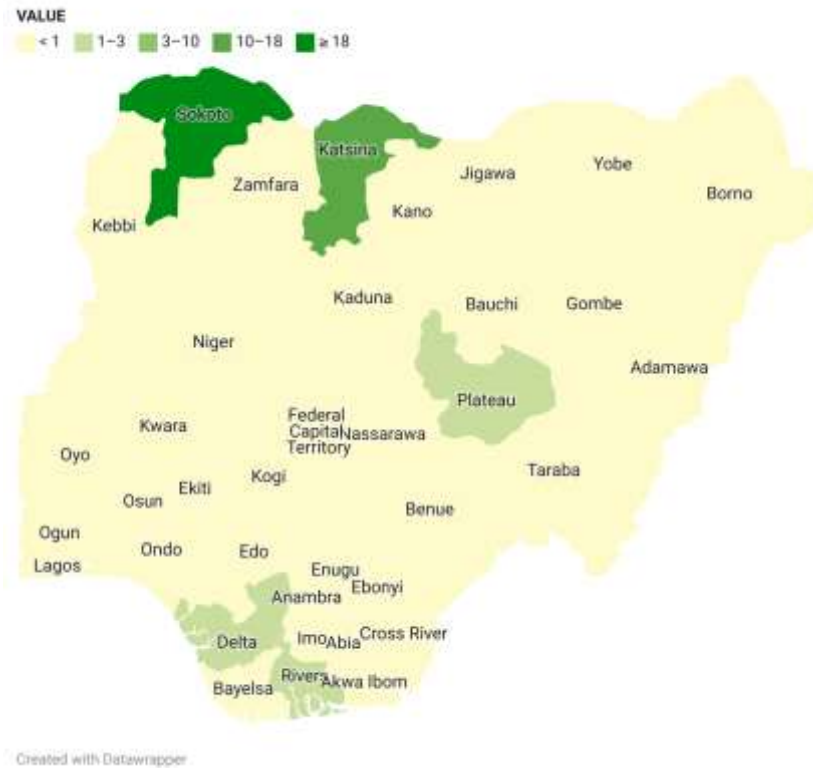 VALUE
< 1 1–3 3–10 10–18 ≥ 18
Sokoto
Katsina
Yobe
Jigawa
Zamfara
Borno
Kano
Kebbi
Kaduna
Bauchi
Gombe
Niger
Adamawa
Plateau
Federal
Capital
Territory
Kwara
Nassarawa
Oyo
Taraba
Kogi
Ekiti
Osun
Benue
Ogun
Ondo
Edo
Lagos
Enugu
Ebonyi
Anambra
Delta
Imo
Abia
Cross River
Rivers
Akwa Ibom
Bayelsa
Created with Datawrapper